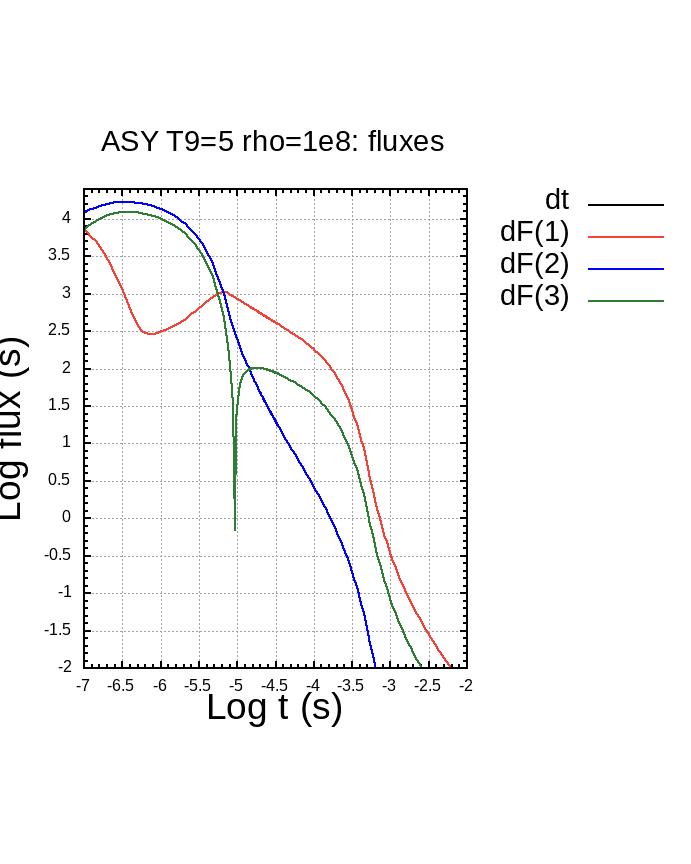 ASY T9=5 rho=1e8: fluxes
dt
dF(1)
dF(2)
dF(3)
Log flux (s)
4
3.5
3
2.5
2
1.5
1
0.5
0
-0.5
-1
-1.5
-2
-7 -6.5 -6 -5.5 -5 -4.5 -4 -3.5 -3 -2.5 -2
Log t (s)